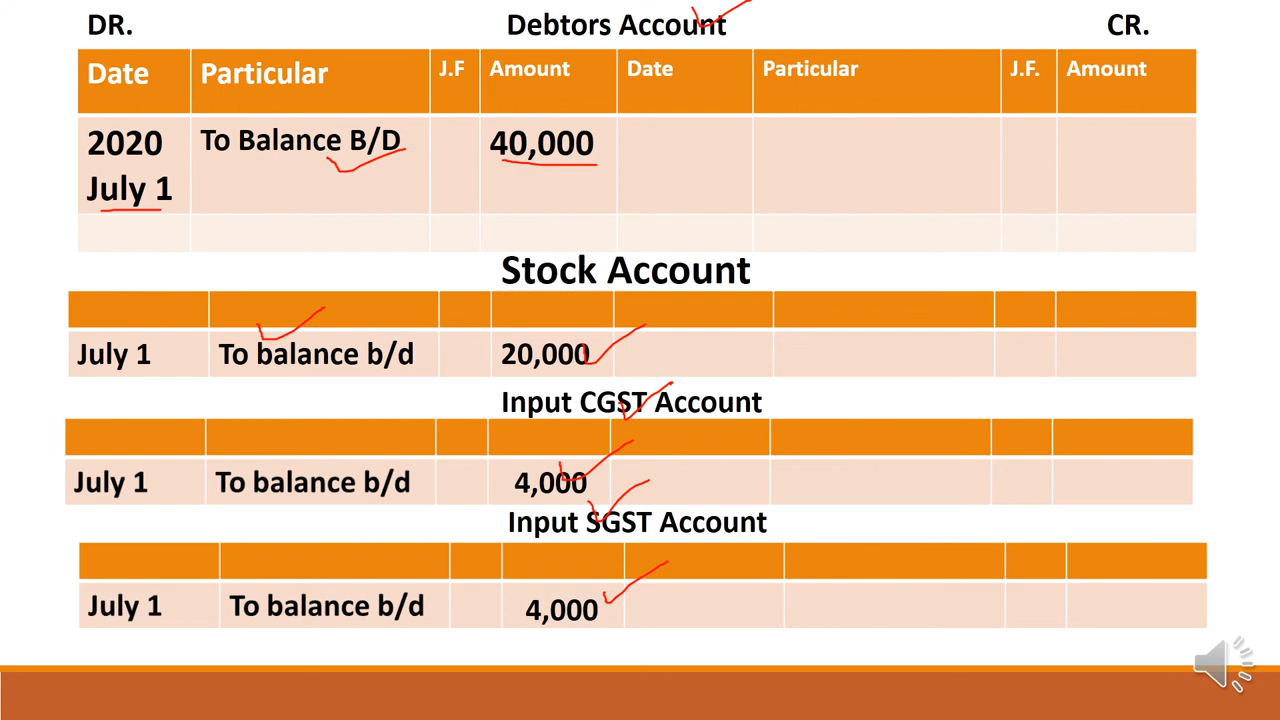 DR. Debtors Account CR.
Date Particular J.F Amount Date Particular J.F. Amount
2020 To Balance B/D 40,000
July 1
Stock Account
July 1 To balance b/d 20,000
Input CGST Account
July 1 To balance b/d 4,000
Input SGST Account
July 1 To balance b/d 4,000